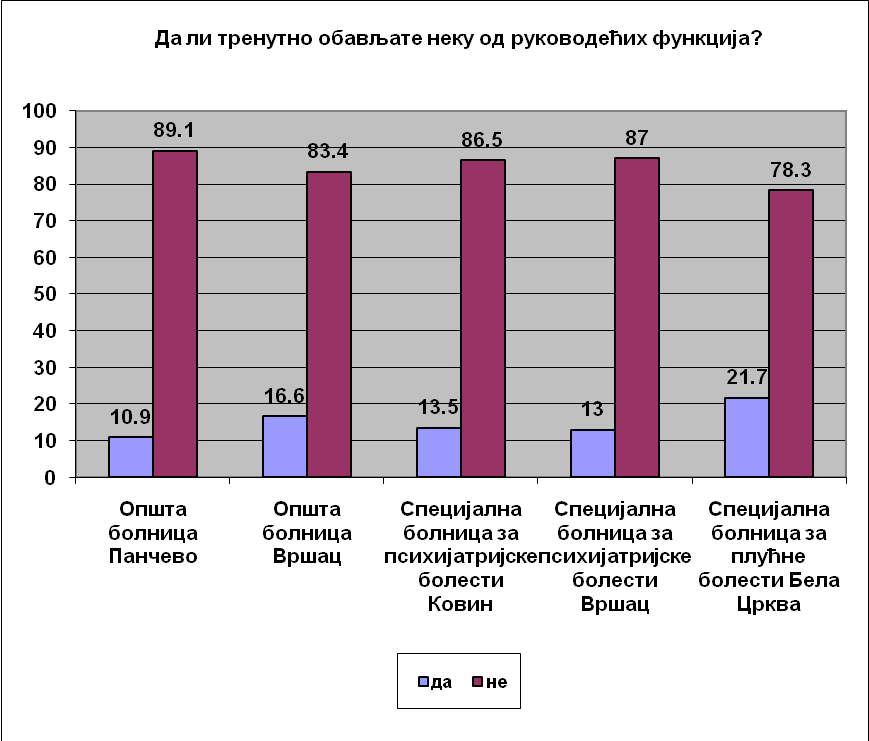 Да ли тренутно обављате неку од руководећих функција?
100
90
80
70
60
50
40
30
20
10
0
10.9
89.1
16.6
83.4
13.5
86.5
13
87
21.7
78.3
Општа
болница
Панчево
Општа
болница
Вршац
Специјална
болница за
психијатријске
болести
Ковин
Специјална
болница за
психијатријске
болести
Вршац
Специјална
болница за
плућне
болести Бела
Црква
да не